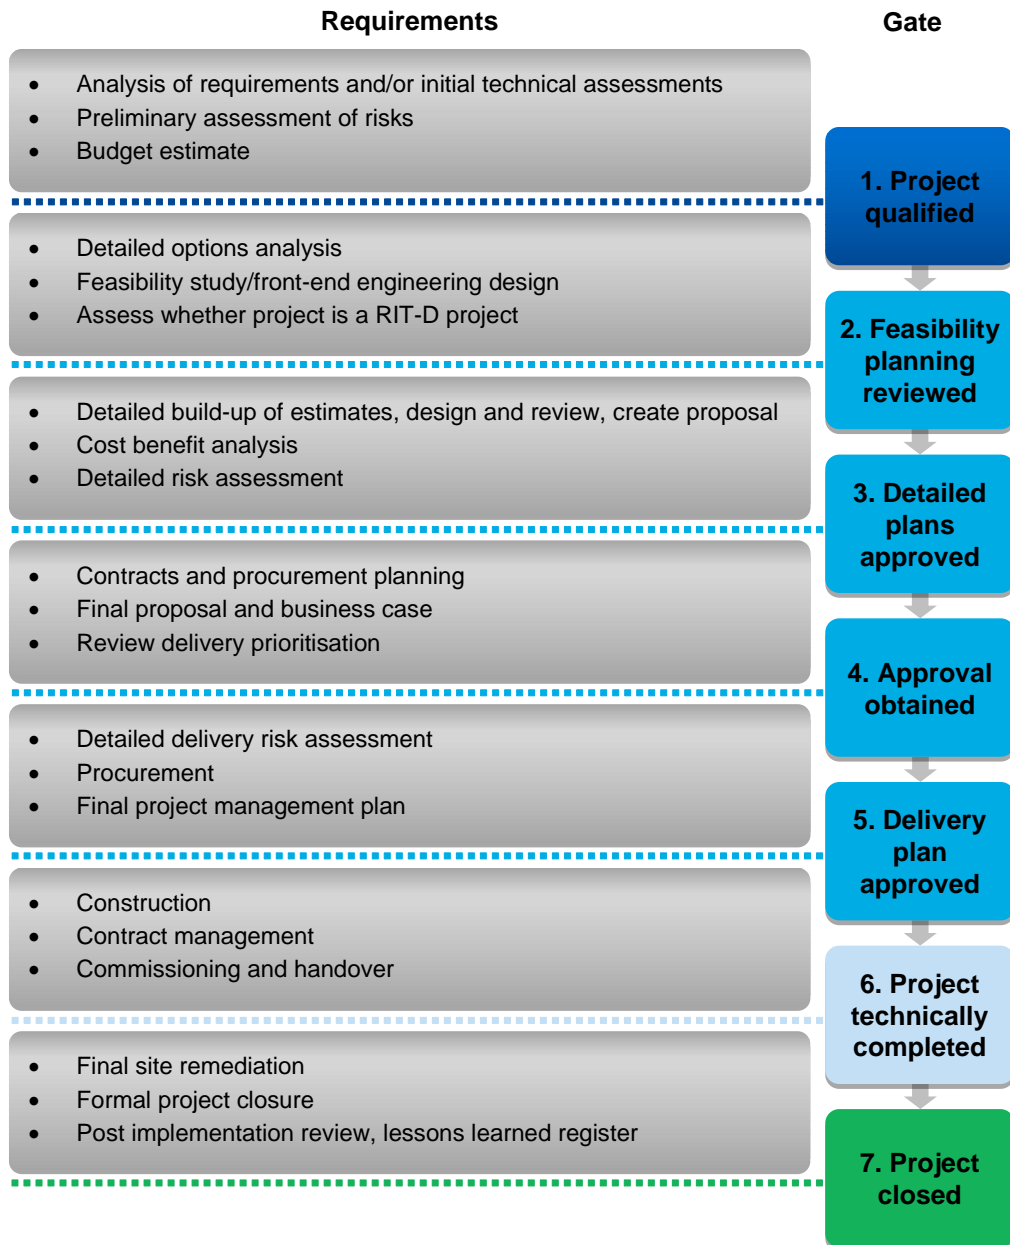 Requirements
Gate
• Analysis of requirements and/or initial technical assessments
• Preliminary assessment of risks
• Budget estimate
1. Project
qualified
• Detailed options analysis
• Feasibility study/front-end engineering design
• Assess whether project is a RIT-D project
2. Feasibility
planning
reviewed
• Detailed build-up of estimates, design and review, create proposal
• Cost benefit analysis
• Detailed risk assessment
3. Detailed
plans
approved
• Contracts and procurement planning
• Final proposal and business case
• Review delivery prioritisation
4. Approval
obtained
• Detailed delivery risk assessment
• Procurement
• Final project management plan
5. Delivery
plan
approved
• Construction
• Contract management
• Commissioning and handover
6. Project
technically
completed
• Final site remediation
• Formal project closure
• Post implementation review, lessons learned register
7. Project
closed